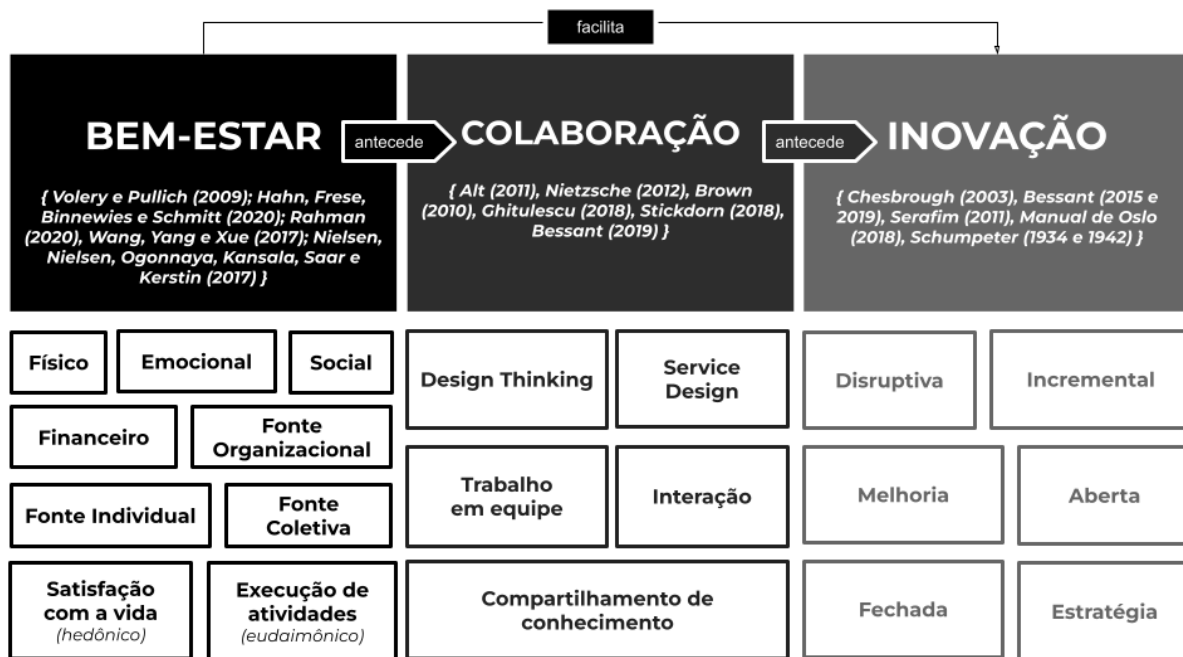 facilita
BEM-ESTAR
antecede
COLABORAÇÃO
antecede
INOVAÇÃO
{ Volery e Pullich (2009); Hahn, Frese,
Binnewies e Schmitt (2020); Rahman
(2020), Wang, Yang e Xue (2017); Nielsen,
Nielsen, Ogonnaya, Kansala, Saar e
Kerstin (2017) }
{ Alt (2011), Nietzsche (2012), Brown
(2010), Ghitulescu (2018), Stickdorn (2018),
Bessant (2019) }
{ Chesbrough (2003), Bessant (2015 e
2019), Serafim (2011), Manual de Oslo
(2018), Schumpeter (1934 e 1942) }
Físico
Emocional
Social
Financeiro
Fonte
Organizacional
Fonte Individual
Fonte
Coletiva
Satisfação
com a vida
(hedônico)
Execução de
atividades
(eudaimônico)
Design Thinking
Service
Design
Trabalho
em equipe
Interação
Compartilhamento de
conhecimento
Disruptiva
Incremental
Melhoria
Aberta
Fechada
Estratégia